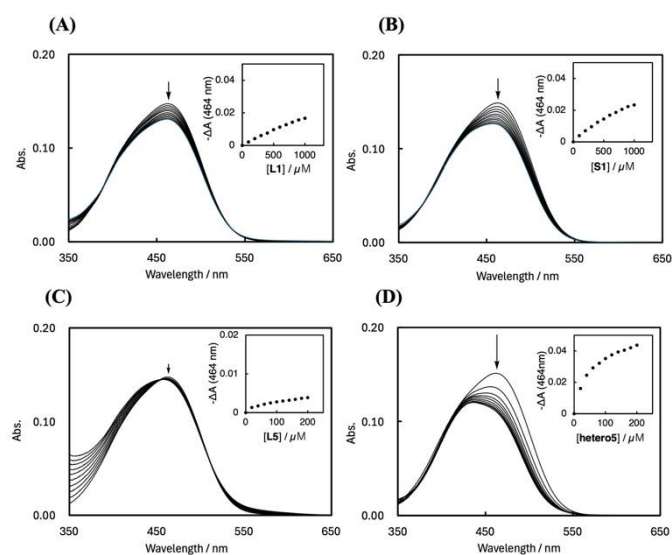 (A)
0.20
0.10
0.00
Abs.
350
450
550
650
Wavelength / nm
-ΔA (464 nm)
0.04
0.02
0
0
500
1000
[L1] / μM
(B)
0.20
0.10
0.00
Abs.
350
450
550
650
Wavelength / nm
-ΔA (464 nm)
0.04
0.02
0
0
500
1000
[S1] / μM
(C)
0.20
0.10
0.00
Abs.
350
450
550
650
Wavelength / nm
-ΔA (464 nm)
0.02
0.01
0
0
100
200
[L5] / μM
(D)
0.20
0.10
0.00
Abs.
350
450
550
650
Wavelength / nm
-ΔA (464nm)
0.04
0.02
0
0
100
200
[hetero5] / μM